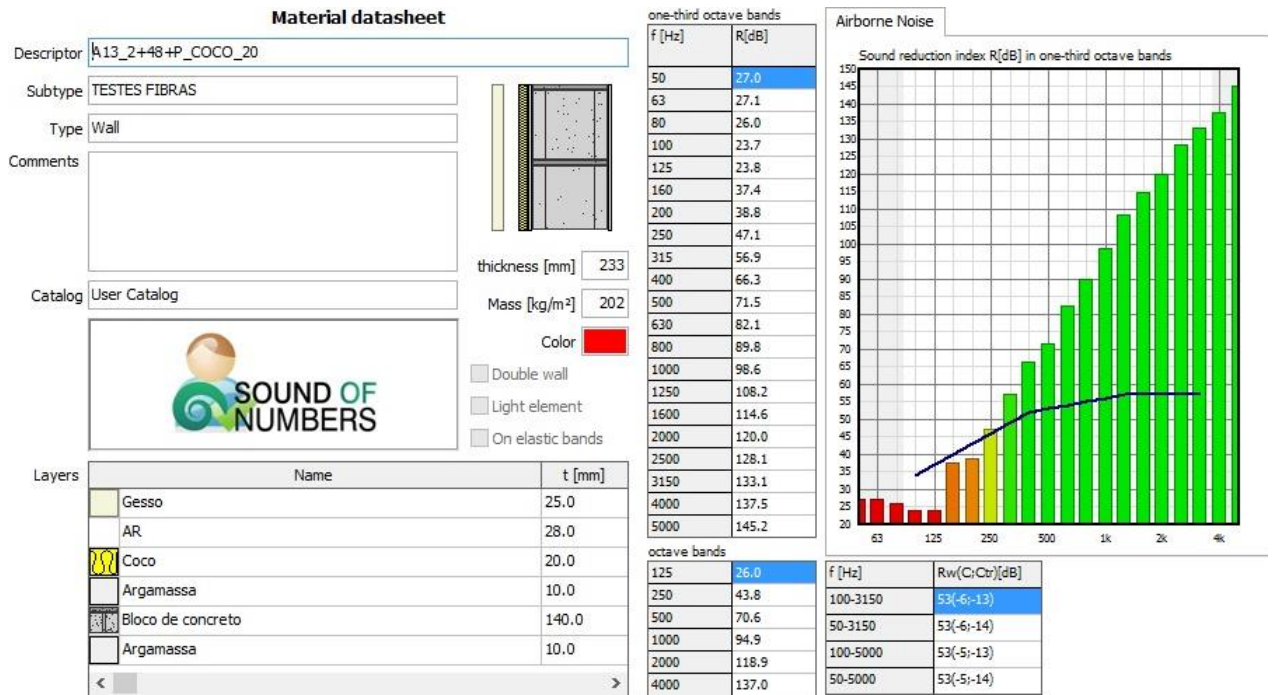 Material datasheet
Descriptor A13_2+48+P_COCO_20
Subtype TESTES FIBRAS
Type Wall
Comments
thickness [mm] 233
Mass [kg/m²] 202
Catalog User Catalog
Color
SOUND OF
NUMBERS
Double wall
Light element
On elastic bands
Layers Name t [mm]
Gesso 25.0
AR 28.0
Coco 20.0
Argamassa 10.0
Bloco de concreto 140.0
Argamassa 10.0
one-third octave bands
f [Hz] R[dB]
50 27.0
63 27.1
80 26.0
100 23.7
125 23.8
160 37.4
200 38.8
250 47.1
315 56.9
400 66.3
500 71.5
630 82.1
800 89.8
1000 98.6
1250 108.2
1600 114.6
2000 120.0
2500 128.1
3150 133.1
4000 137.5
5000 145.2
octave bands
125 26.0
250 43.8
500 70.6
1000 94.9
2000 118.9
4000 137.0
Airborne Noise
Sound reduction index R[dB] in one-third octave bands
150
145
140
135
130
125
120
115
110
105
100
95
90
85
80
75
70
65
60
55
50
45
40
35
30
25
20
63 125 250 500 1k 2k 4k
f [Hz] Rw(C;Ctr)[dB]
100-3150 53(-6;-13)
50-3150 53(-6;-14)
100-5000 53(-5;-13)
50-5000 53(-5;-14)